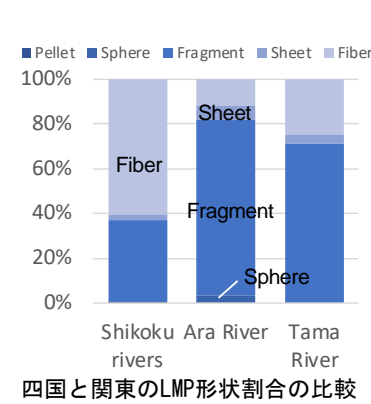 Pellet Sphere Fragment Sheet Fiber
100%
80%
60%
40%
20%
0%
Sheet
Fiber
Fragment
Sphere
Shikoku rivers
Ara River
Tama River
四国と関東のLMP形状割合の比較